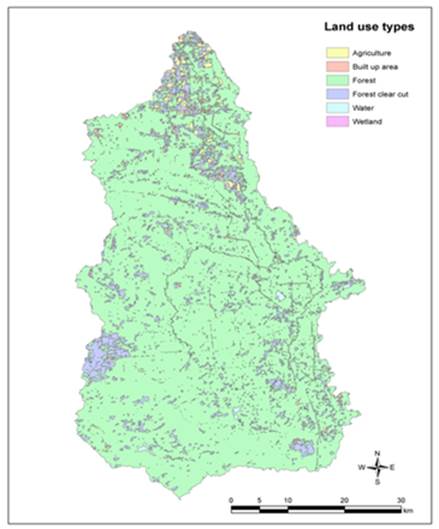 Land use types
Agriculture
Built up area
Forest
Forest clear cut
Water
Wetland
N
W E
S
0 5 10 20 30
km